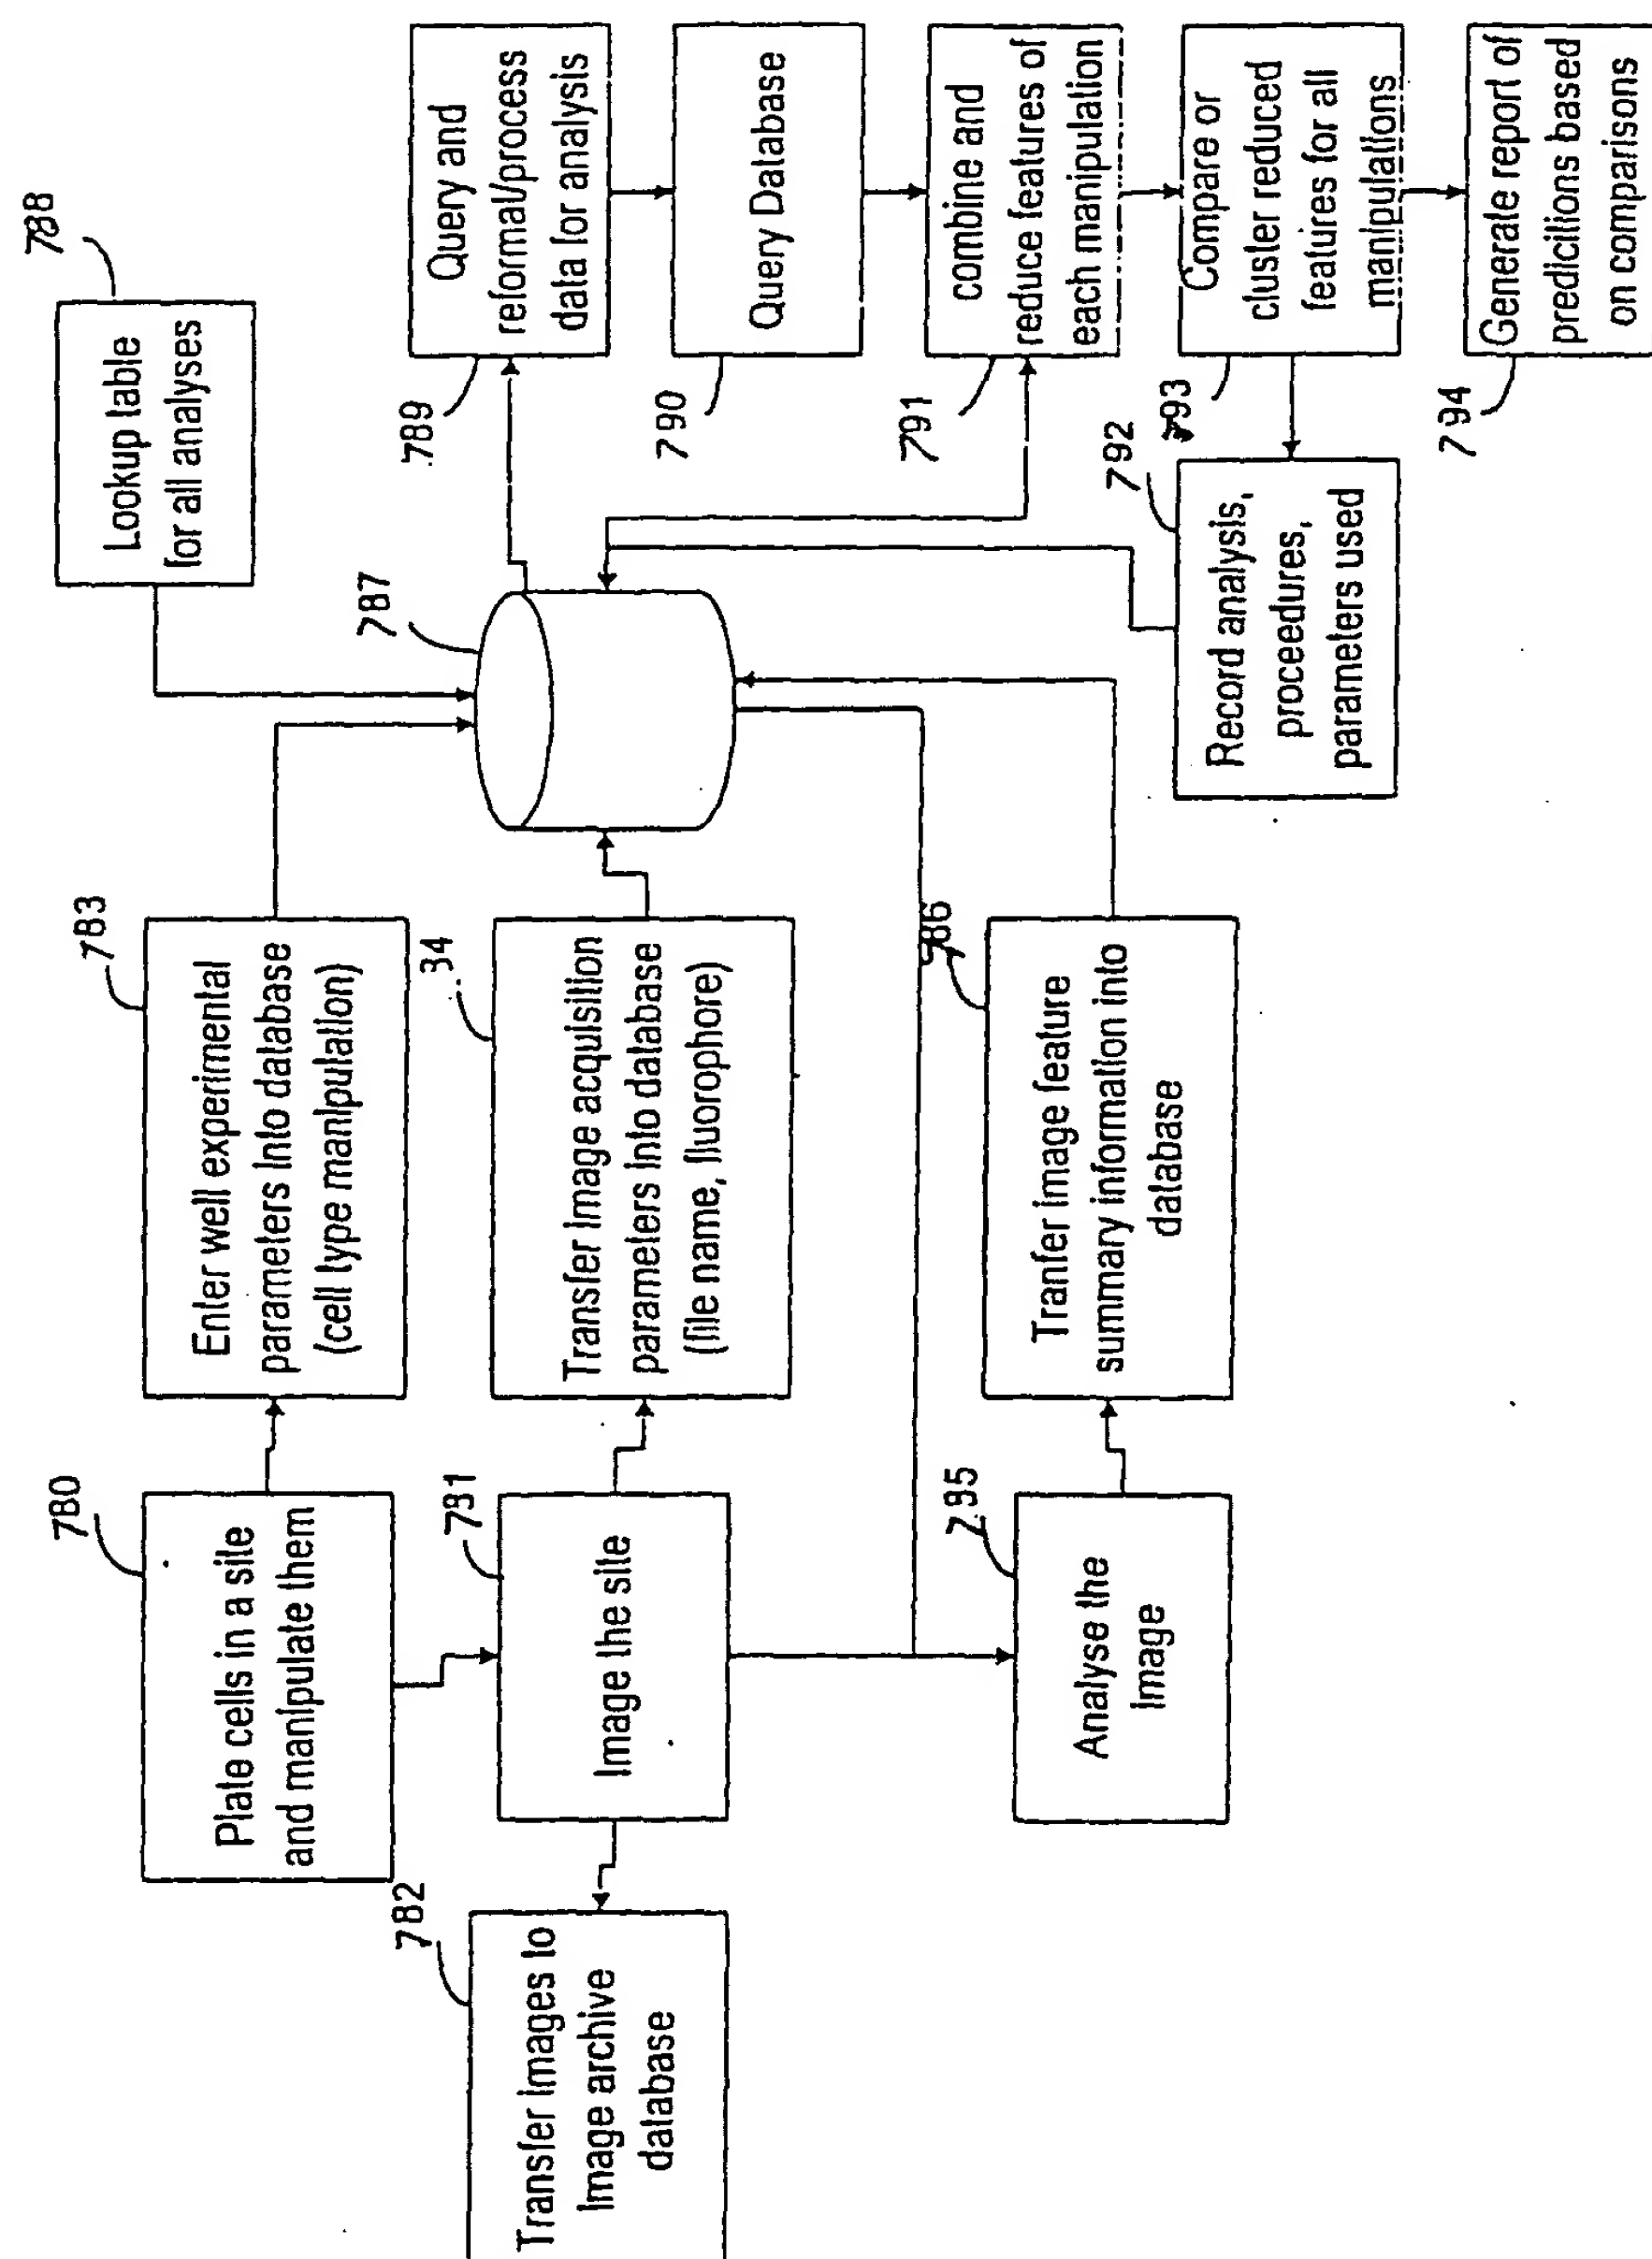 788
Lookup table
for all analyses
783
Enter well experimental
parameters into database
(cell type manipulation)
780
Plate cells in a site
and manipulate them
787
789
Query and
reformat/process
data for analysis
34
Transfer image acquisition
parameters into database
(file name, fluorophore)
781
Image the site
782
Transfer images to
image archive
database
790
Query Database
791
combine and
reduce features of
each manipulation
786
Tranfer image feature
summary information into
database
785
Analyse the
image
793
Compare or
cluster reduced
features for all
manipulations
792
Record analysis,
proceedures,
parameters used
794
Generate report of
predicitions based
on comparisons